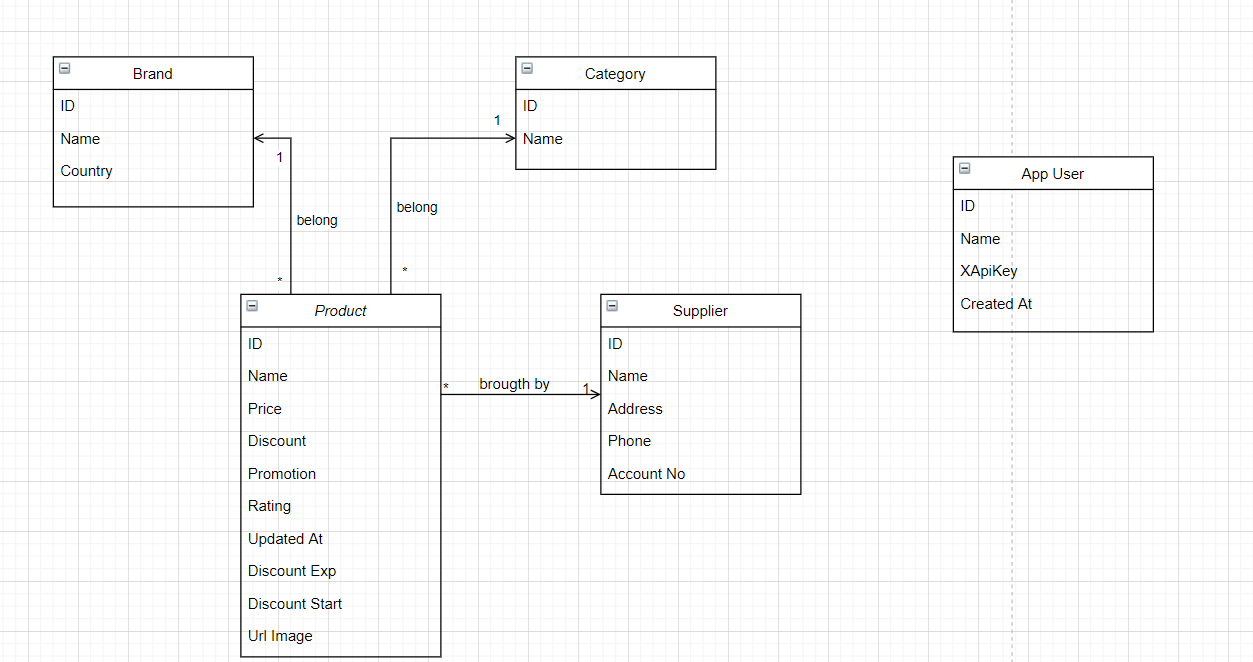 Brand
ID
Name
Country
1
belong
*
Category
ID
Name
1
belong
*
App User
ID
Name
XApiKey
Created At
Product
ID
Name
Price
Discount
Promotion
Rating
Updated At
Discount Exp
Discount Start
Url Image
* brougth by 1
Supplier
ID
Name
Address
Phone
Account No